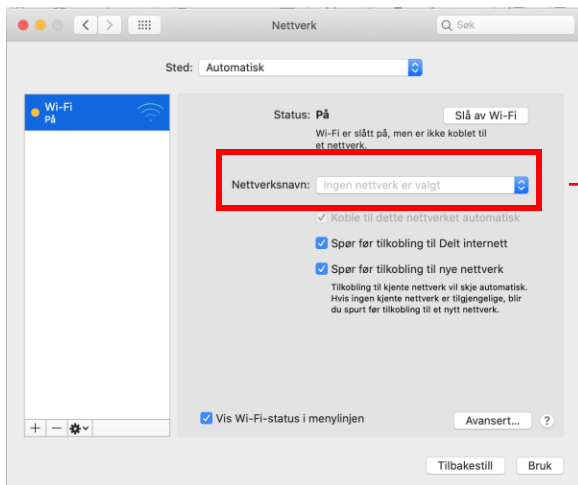 Nettverk
Søk
Sted: Automatisk
Wi-Fi
På
Status: På
Slå av Wi-Fi
Wi-Fi er slått på, men er ikke koblet til
et nettverk.
Nettverksnavn: Ingen nettverk er valgt
Koble til dette nettverket automatisk
Spør før tilkobling til Delt internett
Spør før tilkobling til nye nettverk
Tilkobling til kjente nettverk vil skje automatisk.
Hvis ingen kjente nettverk er tilgjengelige, blir
du spurt før tilkobling til et nytt nettverk.
Vis Wi-Fi-status i menylinjen
Avansert... ?
Tilbakestill Bruk